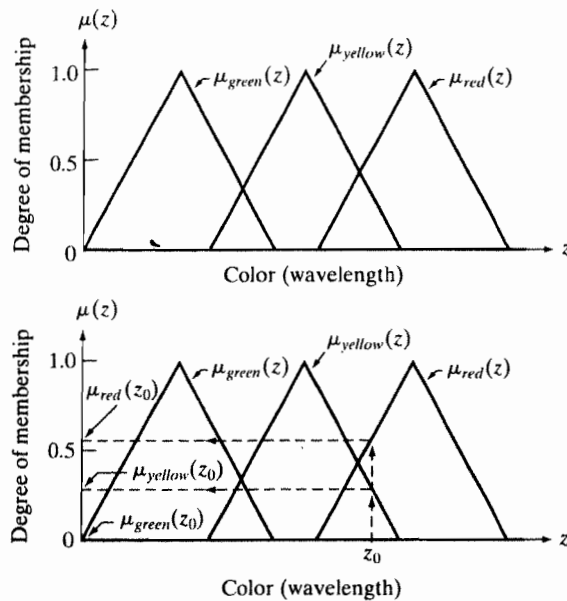 μ(z)
Degree of membership
1.0
0.5
0
μgreen(z)
μyellow(z)
μred(z)
z
Color (wavelength)
μ(z)
Degree of membership
1.0
μred(z0)
0.5
μyellow(z0)
μgreen(z0)
0
μgreen(z)
μyellow(z)
μred(z)
z0
z
Color (wavelength)